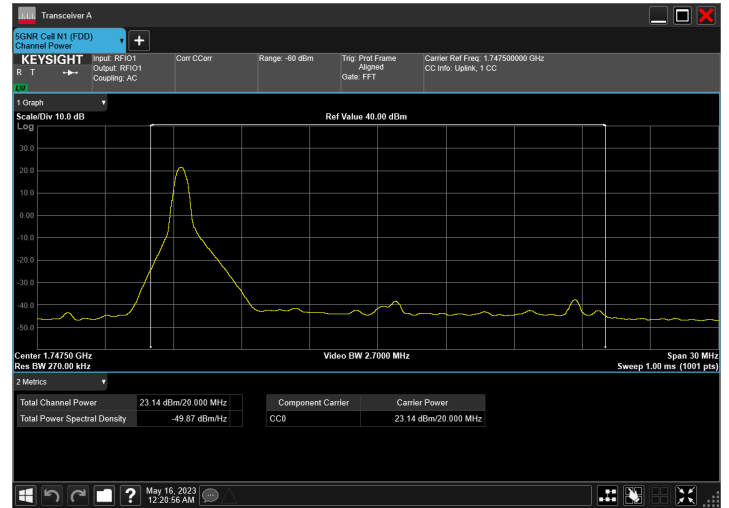 Transceiver A
5GNR Cell N1 (FDD)
Channel Power
KEYSIGHT
R T
LXI
Input: RFIO1
Output: RFIO1
Coupling: AC
Corr CCorr
Range: -60 dBm
Trig: Prot Frame
Aligned
Gate: FFT
Carrier Ref Freq: 1.747500000 GHz
CC Info: Uplink, 1 CC
1 Graph
Scale/Div 10.0 dB
Ref Value 40.00 dBm
Log
30.0
20.0
10.0
0.00
-10.0
-20.0
-30.0
-40.0
-50.0
Center 1.74750 GHz
Video BW 2.7000 MHz
Span 30 MHz
Res BW 270.00 kHz
Sweep 1.00 ms (1001 pts)
2 Metrics
Total Channel Power 23.14 dBm/20.000 MHz
Total Power Spectral Density -49.87 dBm/Hz
Component Carrier Carrier Power
CC0 23.14 dBm/20.000 MHz
May 16, 2023
12:20:56 AM